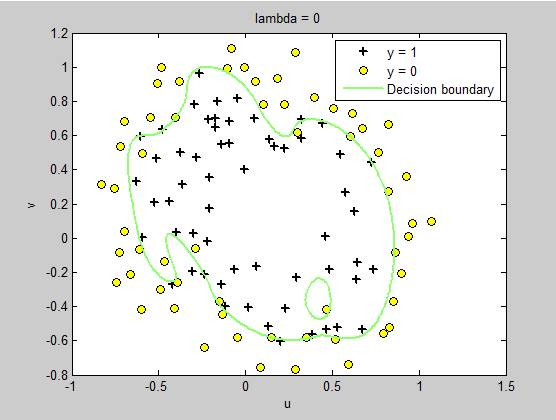 lambda = 0
y = 1
y = 0
Decision boundary
1.2
1
0.8
0.6
0.4
0.2
0
-0.2
-0.4
-0.6
-0.8
v
-1 -0.5 0 0.5 1 1.5
u